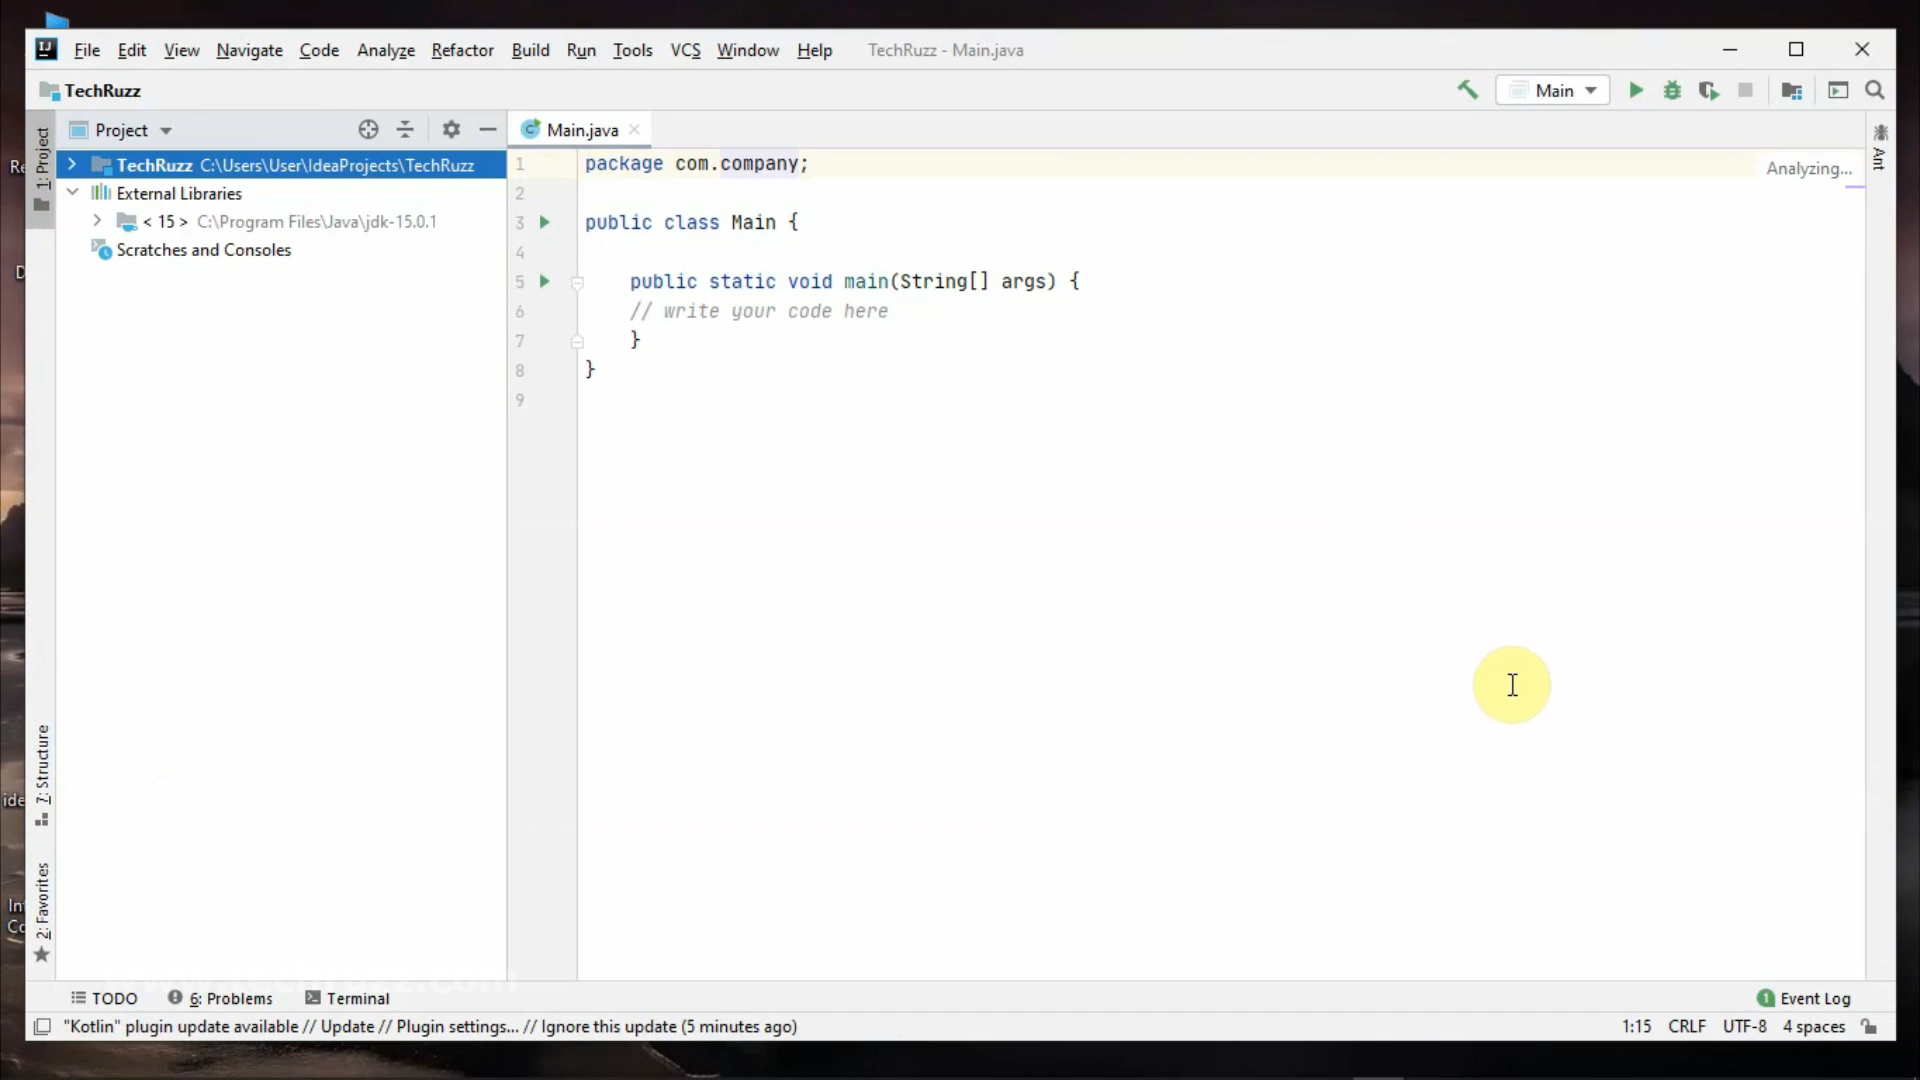 File Edit View Navigate Code Analyze Refactor Build Run Tools VCS Window Help TechRuzz - Main.java
TechRuzz
Main
Project
Main.java
1: Project
TechRuzz C:\Users\User\IdeaProjects\TechRuzz
External Libraries
< 15 > C:\Program Files\Java\jdk-15.0.1
Scratches and Consoles
1 package com.company;
2
3 public class Main {
4
5 public static void main(String[] args) {
6 // write your code here
7 }
8 }
9
Analyzing...
Ant
7: Structure
2: Favorites
TODO 6: Problems Terminal
1 Event Log
"Kotlin" plugin update available // Update // Plugin settings... // Ignore this update (5 minutes ago)
1:15 CRLF UTF-8 4 spaces